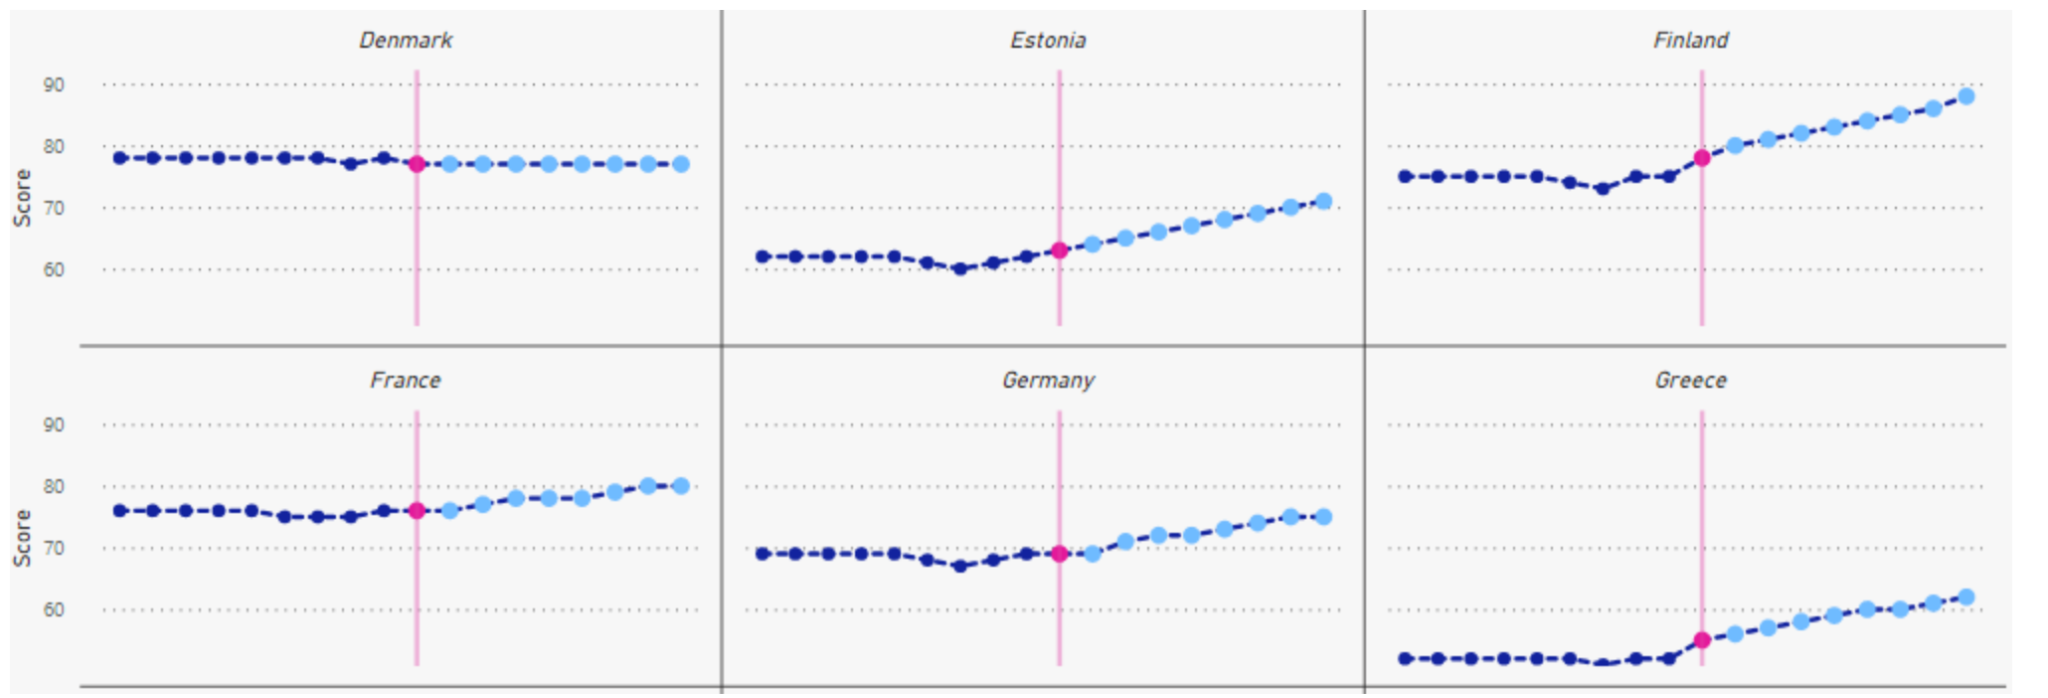 Denmark
Estonia
Finland
90
80
70
60
Score
France
Germany
Greece
90
80
70
60
Score